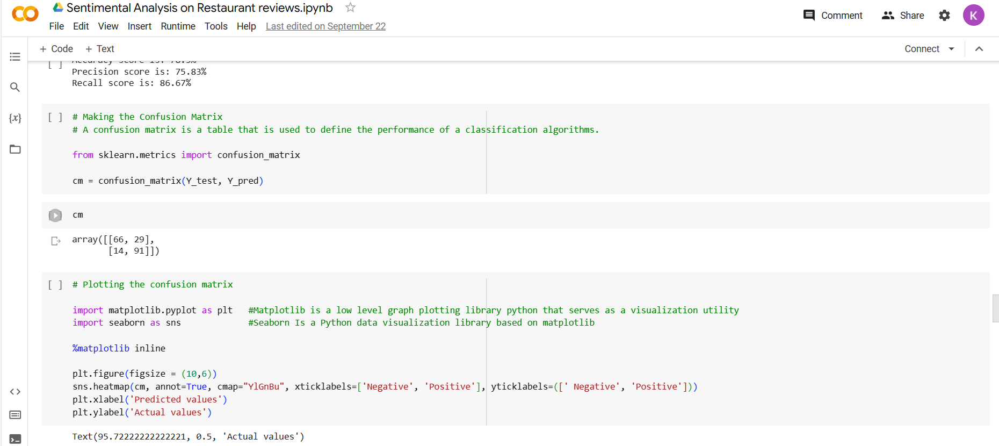 Sentimental Analysis on Restaurant reviews.ipynb
File Edit View Insert Runtime Tools Help Last edited on September 22
Comment Share K
+ Code + Text Connect
[ ] Accuracy score is: 78.5%
Precision score is: 75.83%
Recall score is: 86.67%
{x}
[ ] # Making the Confusion Matrix
# A confusion matrix is a table that is used to define the performance of a classification algorithms.
from sklearn.metrics import confusion_matrix
cm = confusion_matrix(Y_test, Y_pred)
cm
array([[66, 29],
[14, 91]])
[ ] # Plotting the confusion matrix
import matplotlib.pyplot as plt #Matplotlib is a low level graph plotting library python that serves as a visualization utility
import seaborn as sns #Seaborn Is a Python data visualization library based on matplotlib
%matplotlib inline
plt.figure(figsize = (10,6))
sns.heatmap(cm, annot=True, cmap="YlGnBu", xticklabels=['Negative', 'Positive'], yticklabels=([' Negative', 'Positive']))
plt.xlabel('Predicted values')
plt.ylabel('Actual values')
Text(95.72222222222221, 0.5, 'Actual values')